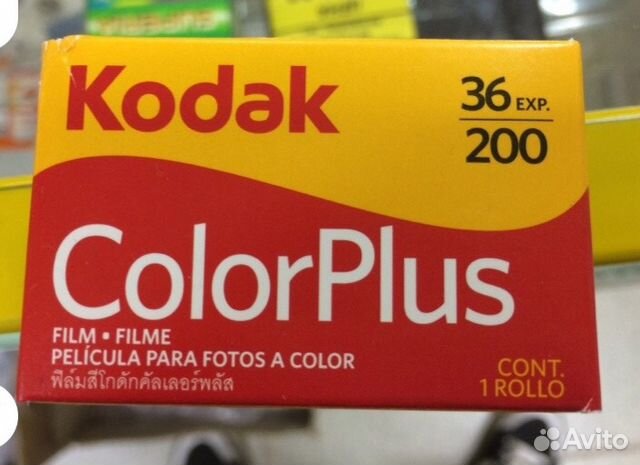 Kodak
36 EXP.
200
ColorPlus
FILM • FILME
PELÍCULA PARA FOTOS A COLOR
ฟิล์มสีโกดักคัลเลอร์พลัส
CONT.
1 ROLLO
Avito